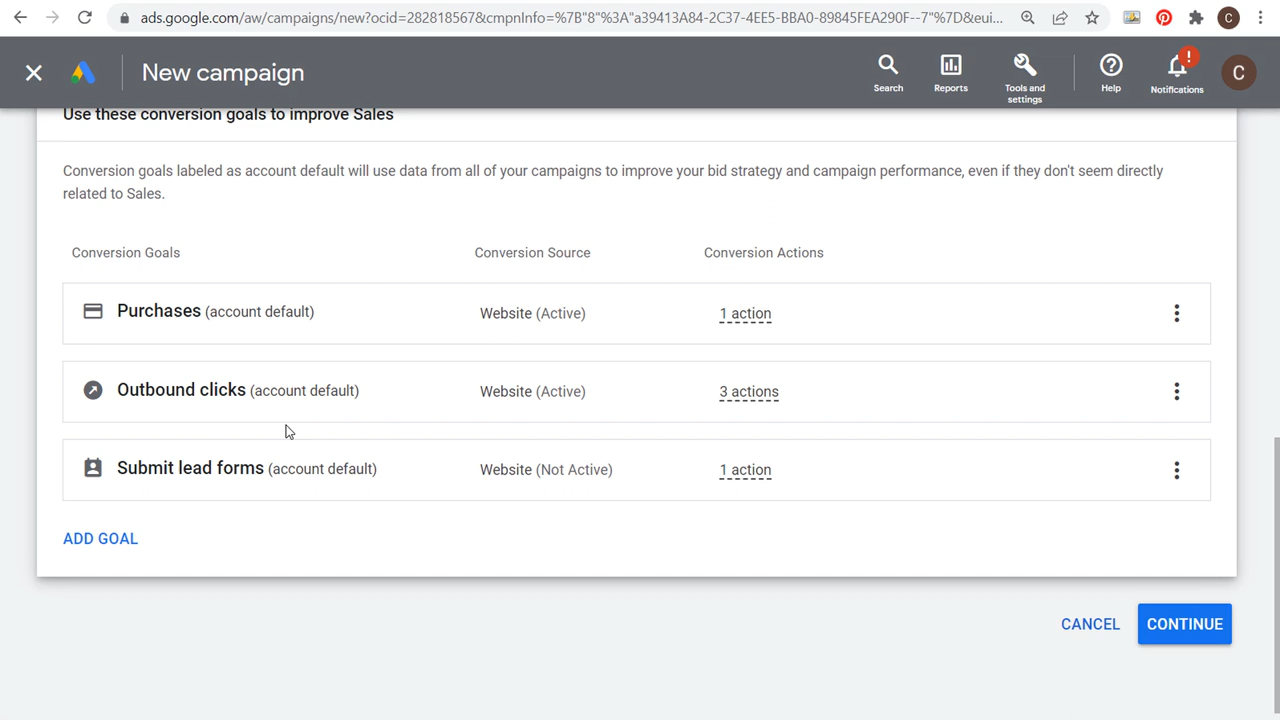 ads.google.com/aw/campaigns/new?ocid=282818567&cmpnInfo=%7B"8"%3A"a39413A84-2C37-4EE5-BBA0-89845FEA290F--7"%7D&eui...
C
New campaign
Search
Reports
Tools and
settings
Help
!
Notifications
C
Use these conversion goals to improve Sales
Conversion goals labeled as account default will use data from all of your campaigns to improve your bid strategy and campaign performance, even if they don't seem directly
related to Sales.
Conversion Goals Conversion Source Conversion Actions
Purchases (account default) Website (Active) 1 action
Outbound clicks (account default) Website (Active) 3 actions
Submit lead forms (account default) Website (Not Active) 1 action
ADD GOAL
CANCEL CONTINUE